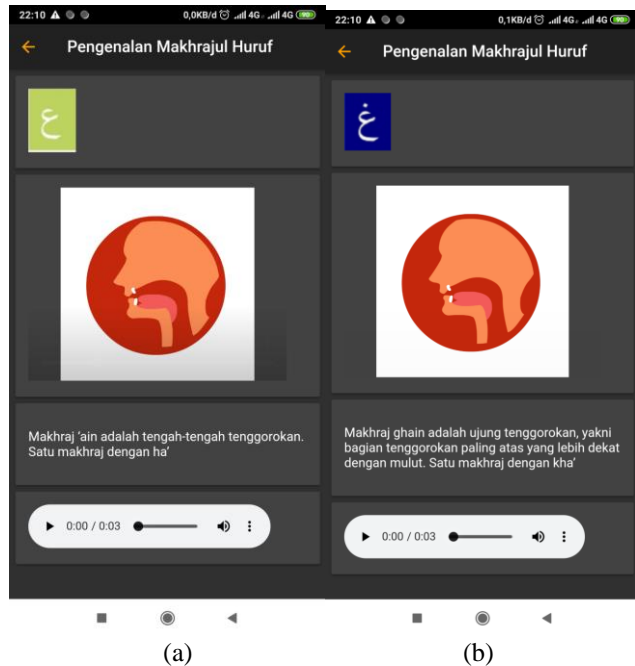 22:10 0,0KB/d 4G 4G 100
Pengenalan Makhrajul Huruf
ع
Makhraj 'ain adalah tengah-tengah tenggorokan.
Satu makhraj dengan ha'
0:00 / 0:03
(a)
22:10 0,1KB/d 4G 4G 100
Pengenalan Makhrajul Huruf
غ
Makhraj ghain adalah ujung tenggorokan, yakni
bagian tenggorokan paling atas yang lebih dekat
dengan mulut. Satu makhraj dengan kha'
0:00 / 0:03
(b)